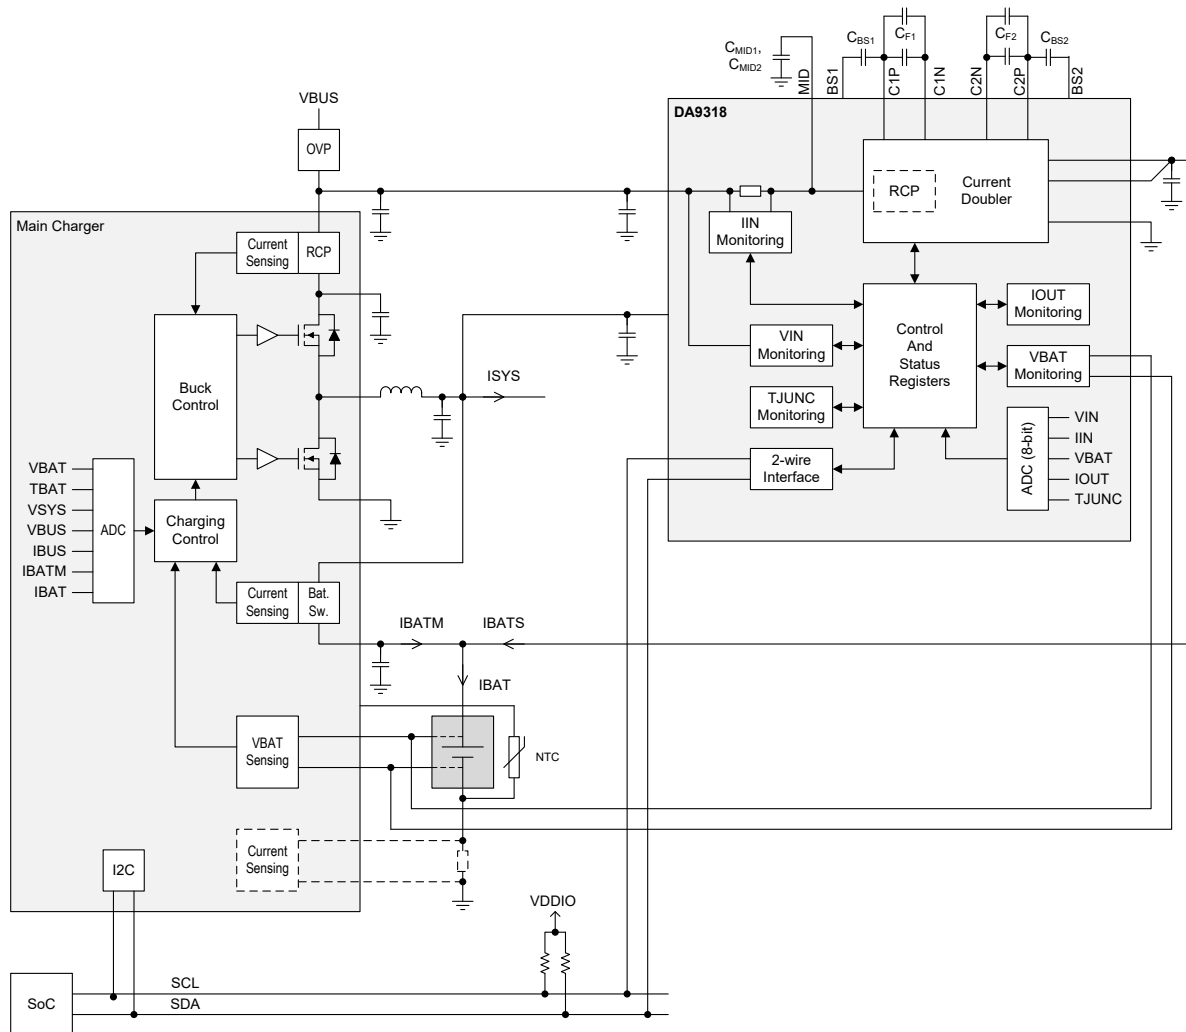 CMID1,
CMID2
MID
BS1
CBS1
C1P
CF1
C1N
C2N
CF2
C2P
CBS2
BS2
DA9318
VBUS
OVP
RCP
Current
Doubler
Main Charger
Current
Sensing
RCP
IIN
Monitoring
Buck
Control
ISYS
VIN
Monitoring
TJUNC
Monitoring
2-wire
Interface
Control
And
Status
Registers
IOUT
Monitoring
VBAT
Monitoring
ADC (8-bit)
VIN
IIN
VBAT
IOUT
TJUNC
VBAT
TBAT
VSYS
VBUS
IBUS
IBATM
IBAT
ADC
Charging
Control
Current
Sensing
Bat.
Sw.
IBATM
IBATS
IBAT
VBAT
Sensing
NTC
Current
Sensing
I2C
VDDIO
SoC
SCL
SDA